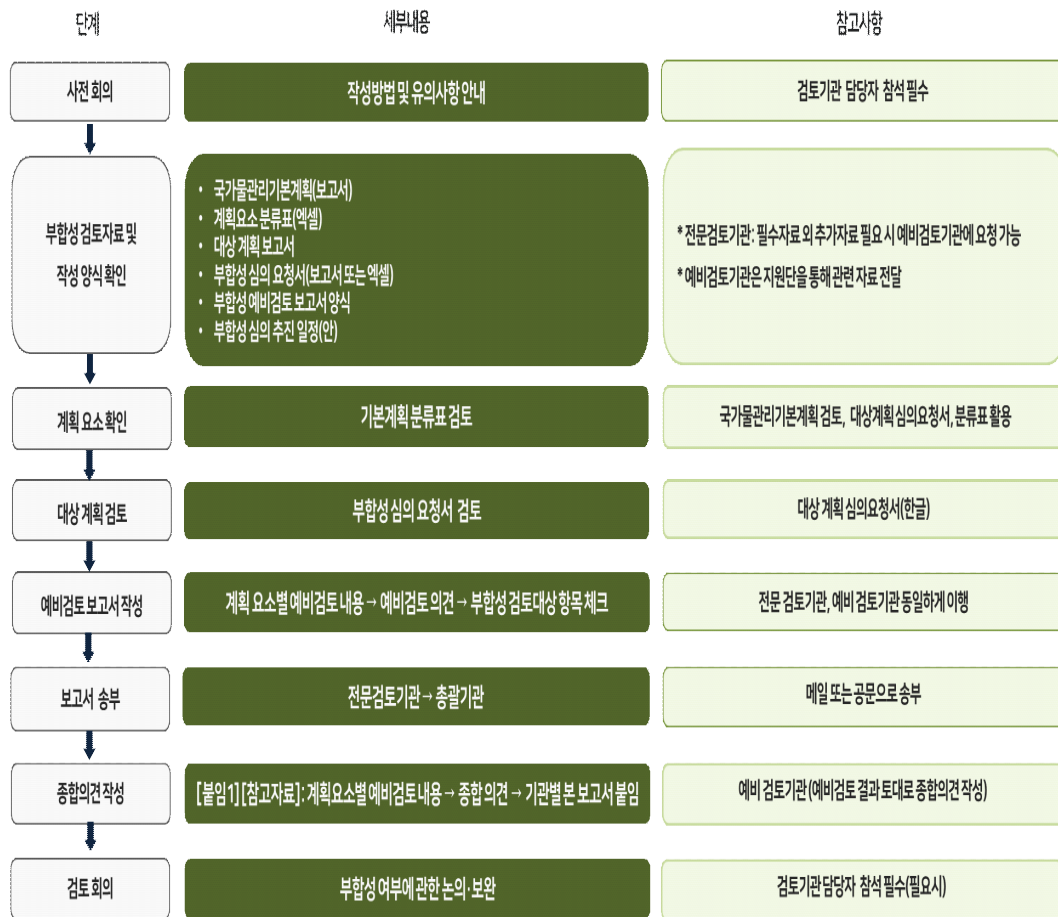 단계
세부내용
참고사항
사전 회의
작성방법 및 유의사항 안내
검토기관 담당자 참석 필수
부합성 검토자료 및
작성 양식 확인
• 국가물관리기본계획(보고서)
• 계획요소 분류표(엑셀)
• 대상 계획 보고서
• 부합성 심의 요청서(보고서 또는 엑셀)
• 부합성 예비검토 보고서 양식
• 부합성 심의 추진 일정(안)
* 전문검토기관: 필수자료 외 추가자료 필요 시 예비검토기관에 요청 가능
* 예비검토기관은 지원단을 통해 관련 자료 전달
계획 요소 확인
기본계획 분류표 검토
국가물관리기본계획 검토, 대상계획 심의요청서, 분류표 활용
대상 계획 검토
부합성 심의 요청서 검토
대상 계획 심의요청서(한글)
예비검토 보고서 작성
계획 요소별 예비검토 내용 → 예비검토 의견 → 부합성 검토대상 항목 체크
전문 검토기관, 예비 검토기관 동일하게 이행
보고서 송부
전문검토기관 → 총괄기관
메일 또는 공문으로 송부
종합의견 작성
[붙임1] [참고자료] : 계획요소별 예비검토 내용 → 종합 의견 → 기관별 본 보고서 붙임
예비 검토기관 (예비검토 결과 토대로 종합의견 작성)
검토 회의
부합성 여부에 관한 논의·보완
검토기관 담당자 참석 필수(필요시)